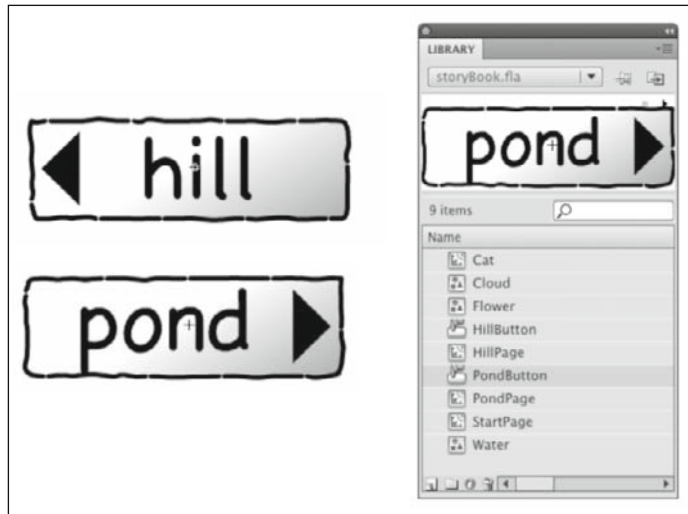 hill
pond
LIBRARY
storyBook.fla
pond
9 items
Name
Cat
Cloud
Flower
HillButton
HillPage
PondButton
PondPage
StartPage
Water